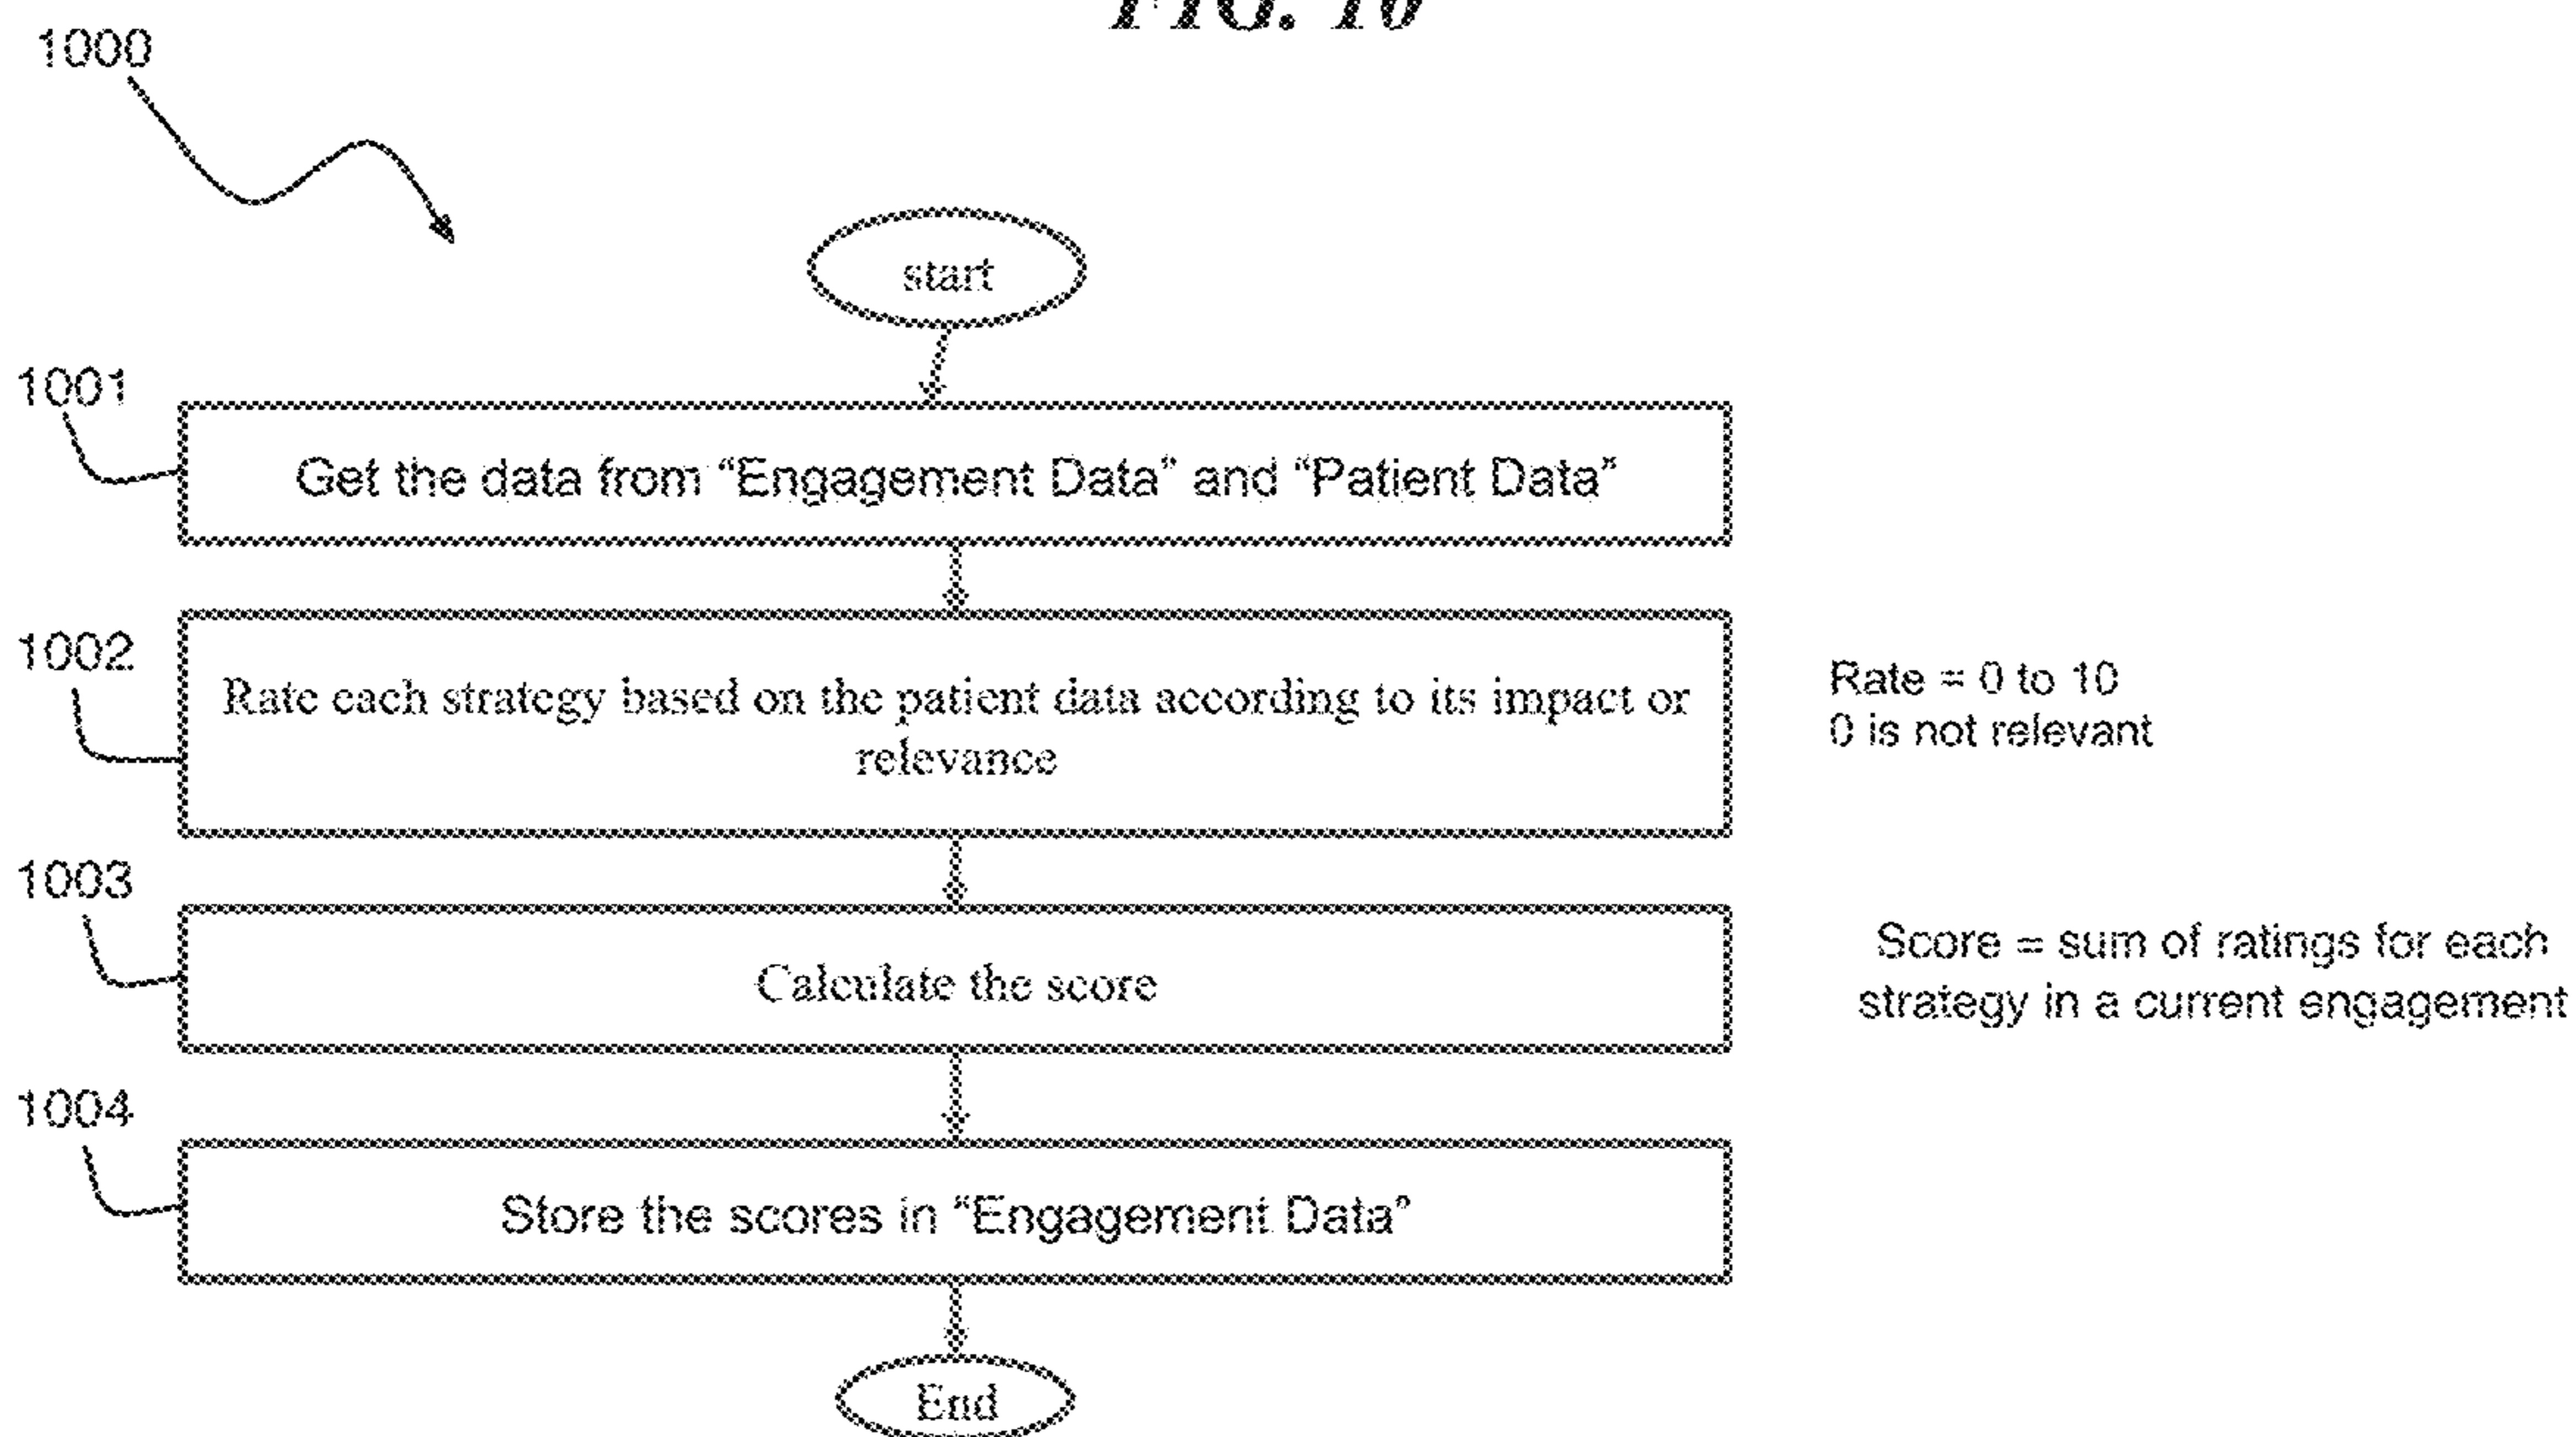 FIG. 10
1000
start
1001
Get the data from “Engagement Data” and “Patient Data”
1002
Rate each strategy based on the patient data according to its impact or
relevance
Rate = 0 to 10
0 is not relevant
1003
Calculate the score
Score = sum of ratings for each
strategy in a current engagement
1004
Store the scores in “Engagement Data”
End